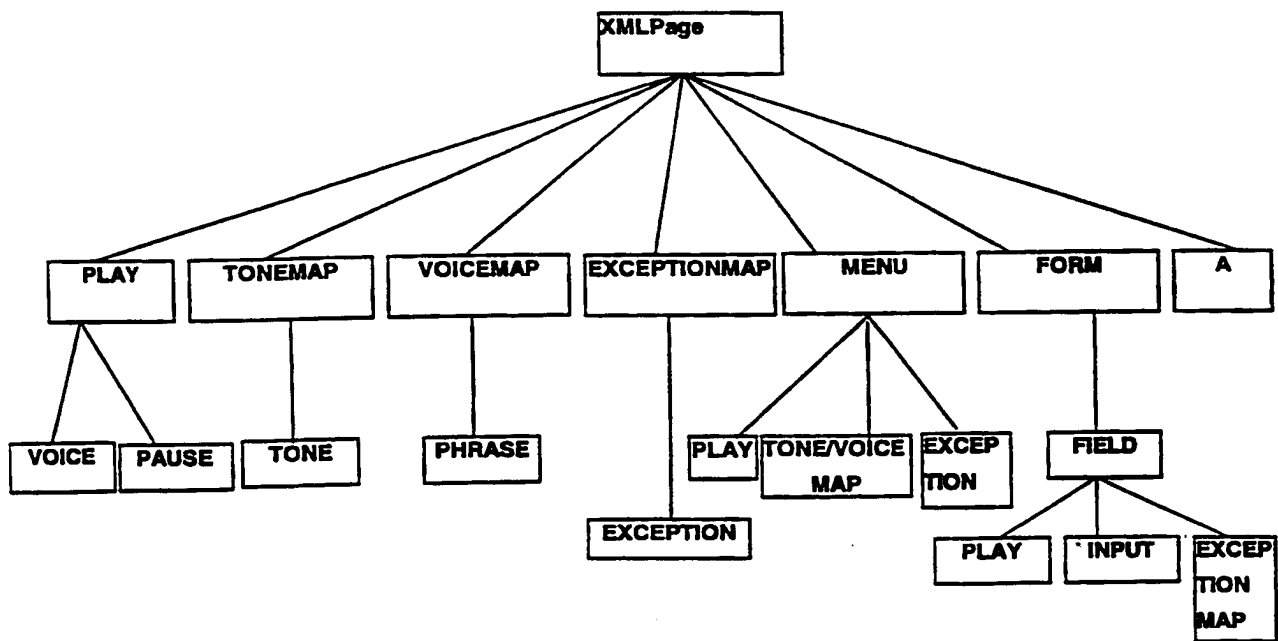 XMLPage
PLAY
TONEMAP
VOICEMAP
EXCEPTIONMAP
MENU
FORM
A
VOICE
PAUSE
TONE
PHRASE
PLAY
TONE/VOICE
MAP
EXCEP
TION
FIELD
EXCEPTION
PLAY
INPUT
EXCEP
TION
MAP